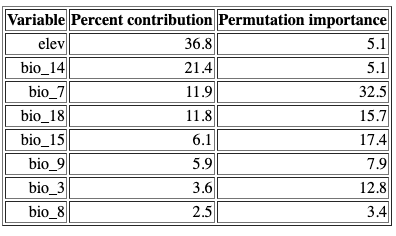 Variable Percent contribution Permutation importance
elev 36.8 5.1
bio_14 21.4 5.1
bio_7 11.9 32.5
bio_18 11.8 15.7
bio_15 6.1 17.4
bio_9 5.9 7.9
bio_3 3.6 12.8
bio_8 2.5 3.4